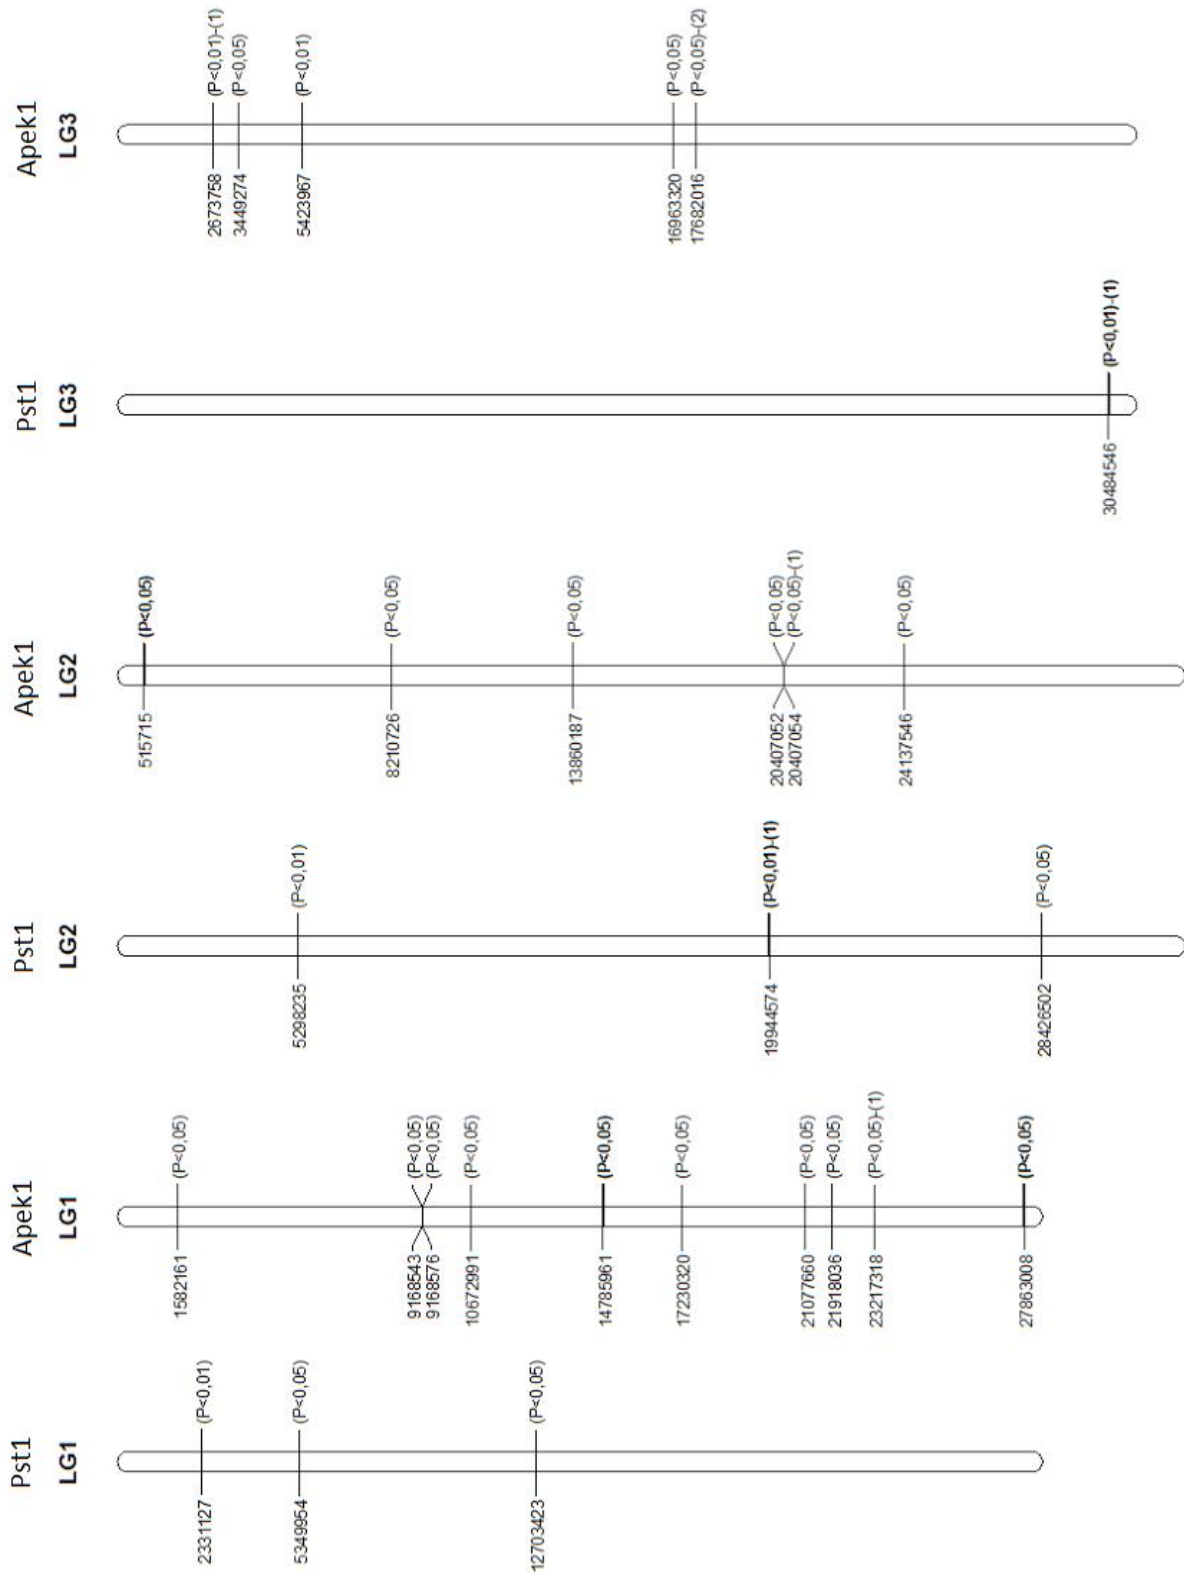 Pst1
LG1
2331127 (P<0,01)
5349954 (P<0,05)
12703423 (P<0,05)
Apek1
LG1
1582161 (P<0,05)
9168543 (P<0,05)
9168576 (P<0,05)
10672991 (P<0,05)
14785961 (P<0,05)
17230320 (P<0,05)
21077660 (P<0,05)
21918036 (P<0,05)
23217318 (P<0,05)-(1)
27863008 (P<0,05)
Pst1
LG2
5298235 (P<0,01)
19944574 (P<0,01)-(1)
28426502 (P<0,05)
Apek1
LG2
515715 (P<0,05)
8210726 (P<0,05)
13860187 (P<0,05)
20407052 (P<0,05)
20407054 (P<0,05)-(1)
24137546 (P<0,05)
Pst1
LG3
30484546 (P<0,01)-(1)
Apek1
LG3
2673758 (P<0,01)-(1)
3449274 (P<0,05)
5423967 (P<0,01)
16963320 (P<0,05)
17682016 (P<0,05)-(2)